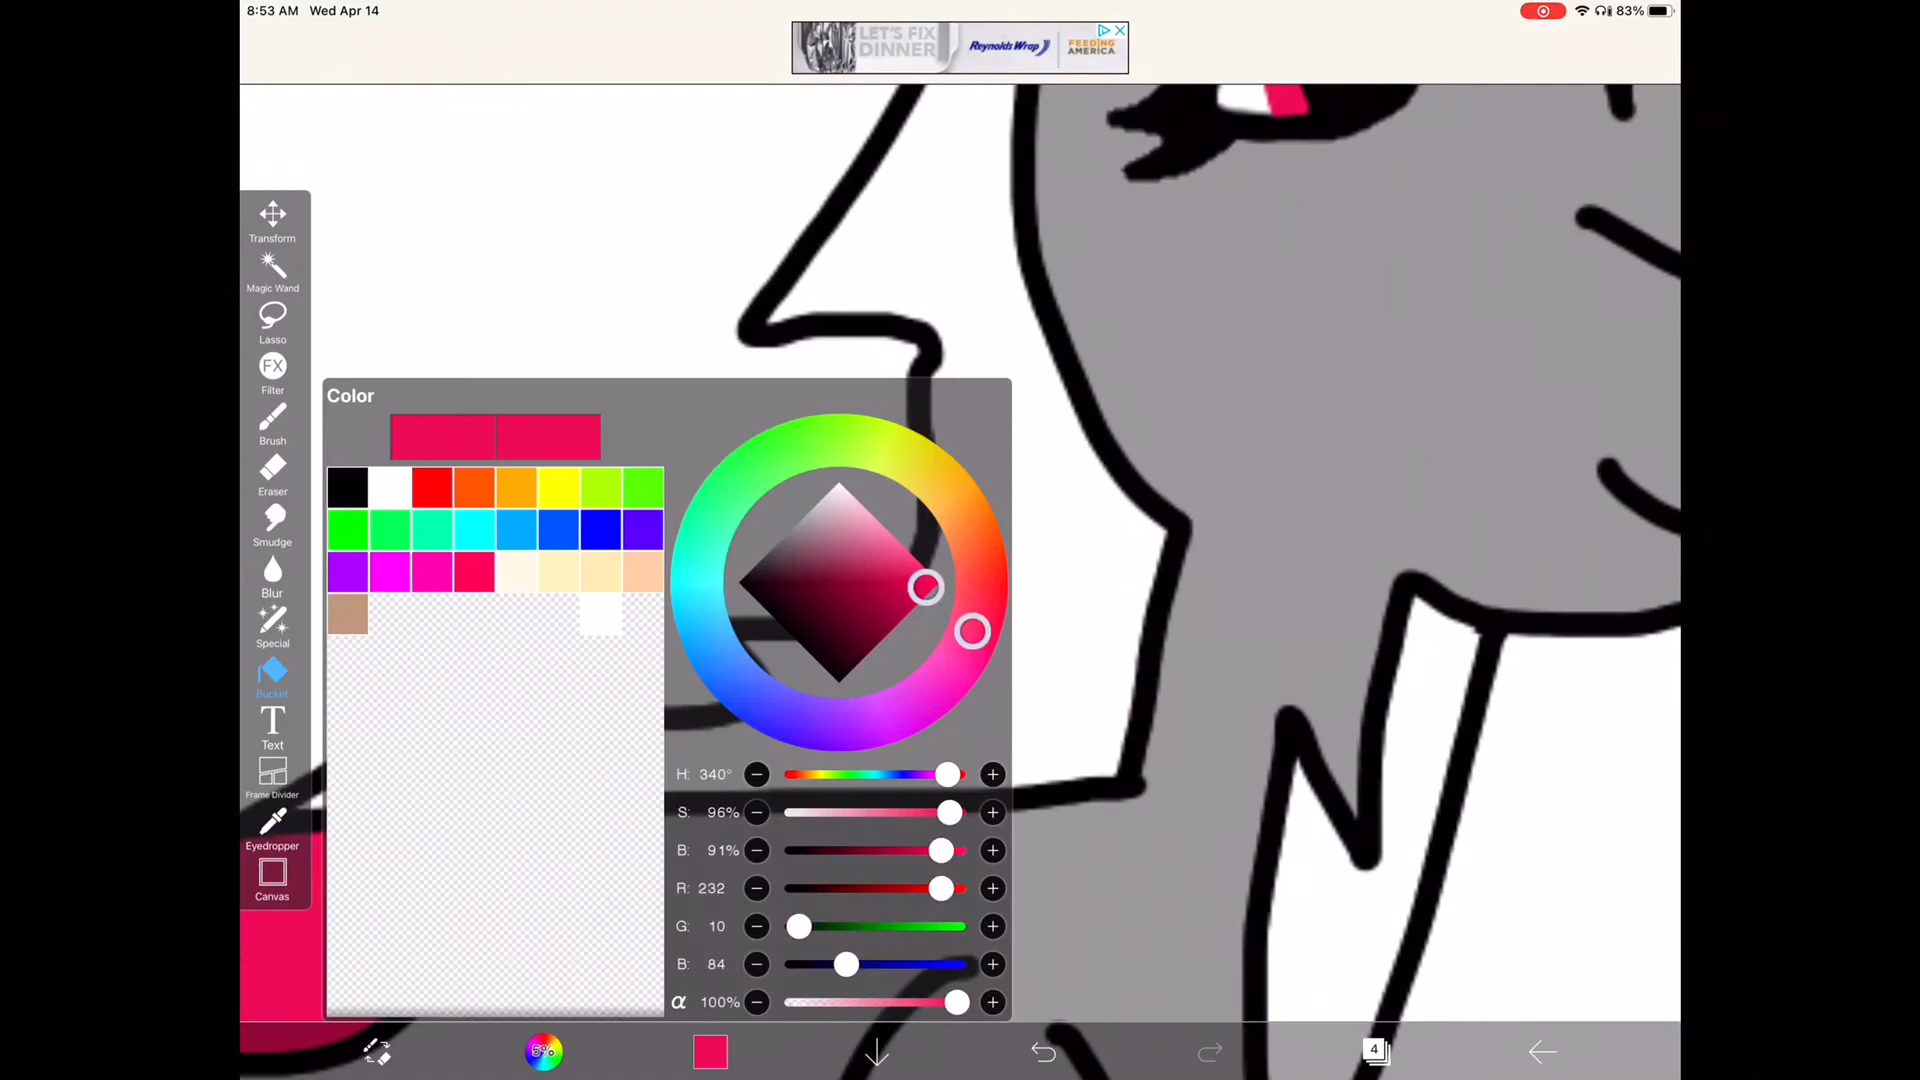 8:53 AM Wed Apr 14
83%
LET'S FIX
DINNER
Reynolds Wrap
FEEDING
AMERICA
Transform
Magic Wand
Lasso
FX
Filter
Brush
Eraser
Smudge
Blur
Special
Bucket
T
Text
Frame Divider
Eyedropper
Canvas
Color
H: 340°
S: 96%
B: 91%
R: 232
G: 10
B: 84
α 100%
5%
4